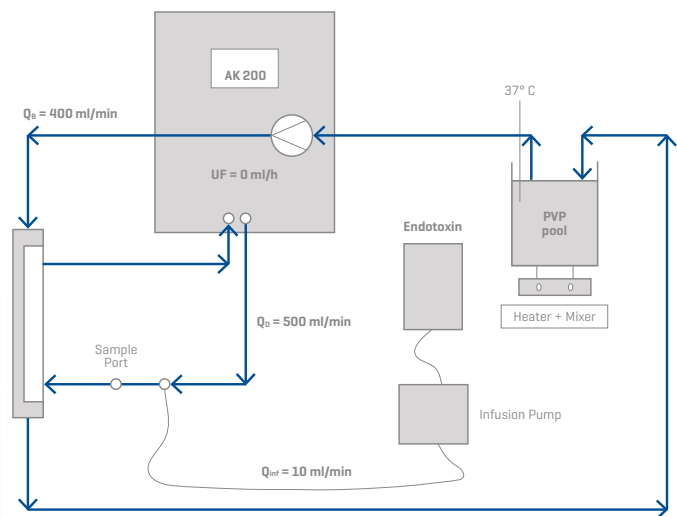 AK 200
37° C
Q_B = 400 ml/min
UF = 0 ml/h
PVP
pool
Endotoxin
Heater + Mixer
Q_D = 500 ml/min
Sample
Port
Infusion Pump
Q_inf = 10 ml/min